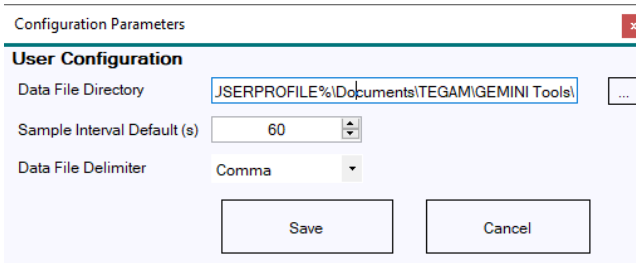 Configuration Parameters
x
User Configuration
Data File Directory JSERPROFILE%\Documents\TEGAM\GEMINI Tools\ ...
Sample Interval Default (s) 60
Data File Delimiter Comma
Save Cancel